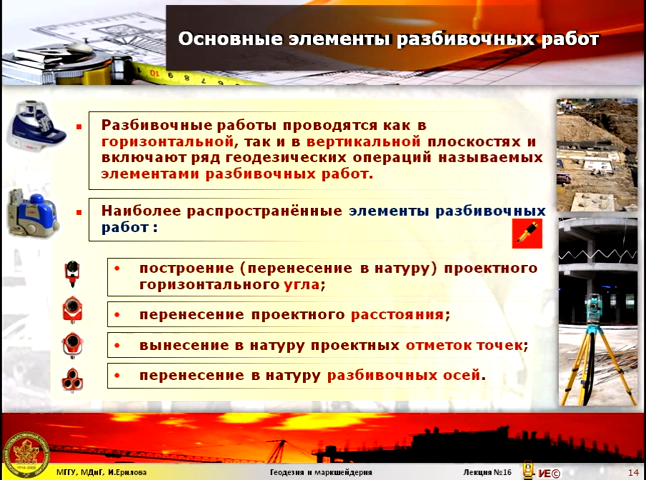 Основные элементы разбивочных работ
Разбивочные работы проводятся как в
горизонтальной, так и в вертикальной плоскостях и
включают ряд геодезических операций называемых
элементами разбивочных работ.
Наиболее распространённые элементы разбивочных
работ :
• построение (перенесение в натуру) проектного
горизонтального угла;
• перенесение проектного расстояния;
• вынесение в натуру проектных отметок точек;
• перенесение в натуру разбивочных осей.
МГГУ, МДиГ, И.Ерилова
Геодезия и маркшейдерия
Лекция №16
- ИЕ©
14